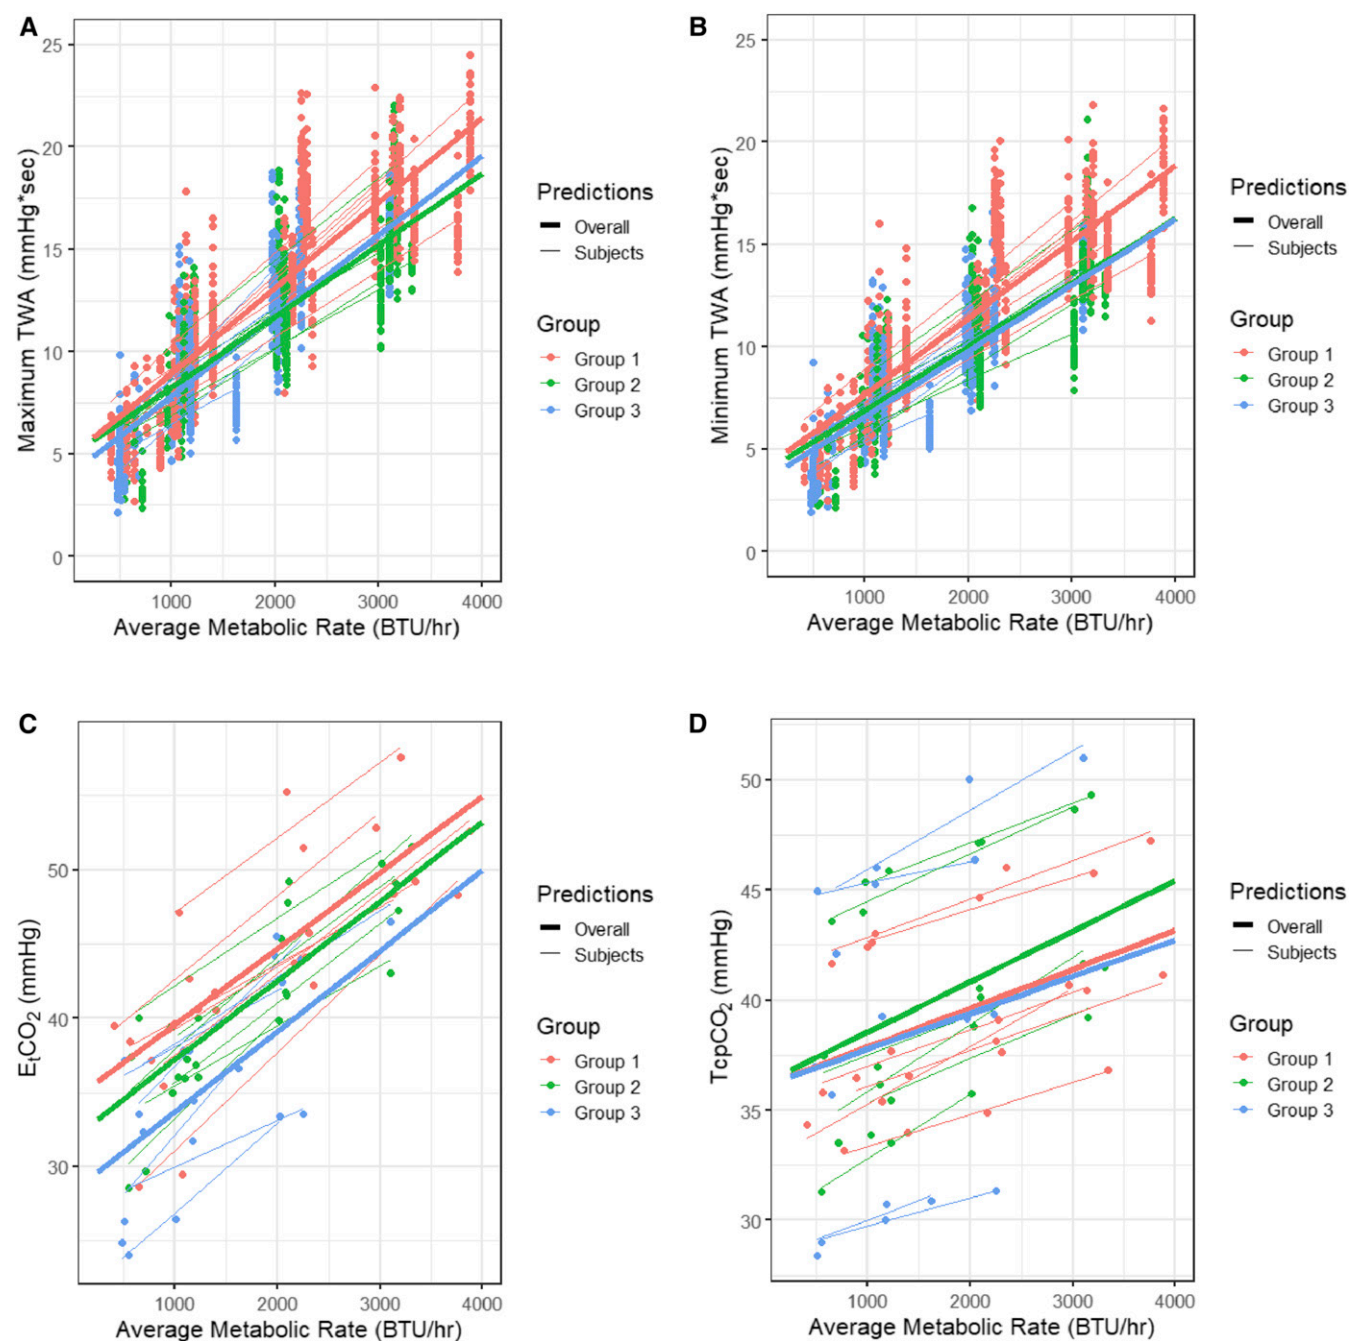 A
Maximum TWA (mmHg*sec)
25
20
15
10
5
0
1000 2000 3000 4000
Average Metabolic Rate (BTU/hr)
Predictions
Overall
Subjects
Group
Group 1
Group 2
Group 3
B
Minimum TWA (mmHg*sec)
25
20
15
10
5
0
1000 2000 3000 4000
Average Metabolic Rate (BTU/hr)
Predictions
Overall
Subjects
Group
Group 1
Group 2
Group 3
C
EtCO2 (mmHg)
50
40
30
1000 2000 3000 4000
Average Metabolic Rate (BTU/hr)
Predictions
Overall
Subjects
Group
Group 1
Group 2
Group 3
D
TcpCO2 (mmHg)
50
45
40
35
30
1000 2000 3000 4000
Average Metabolic Rate (BTU/hr)
Predictions
Overall
Subjects
Group
Group 1
Group 2
Group 3